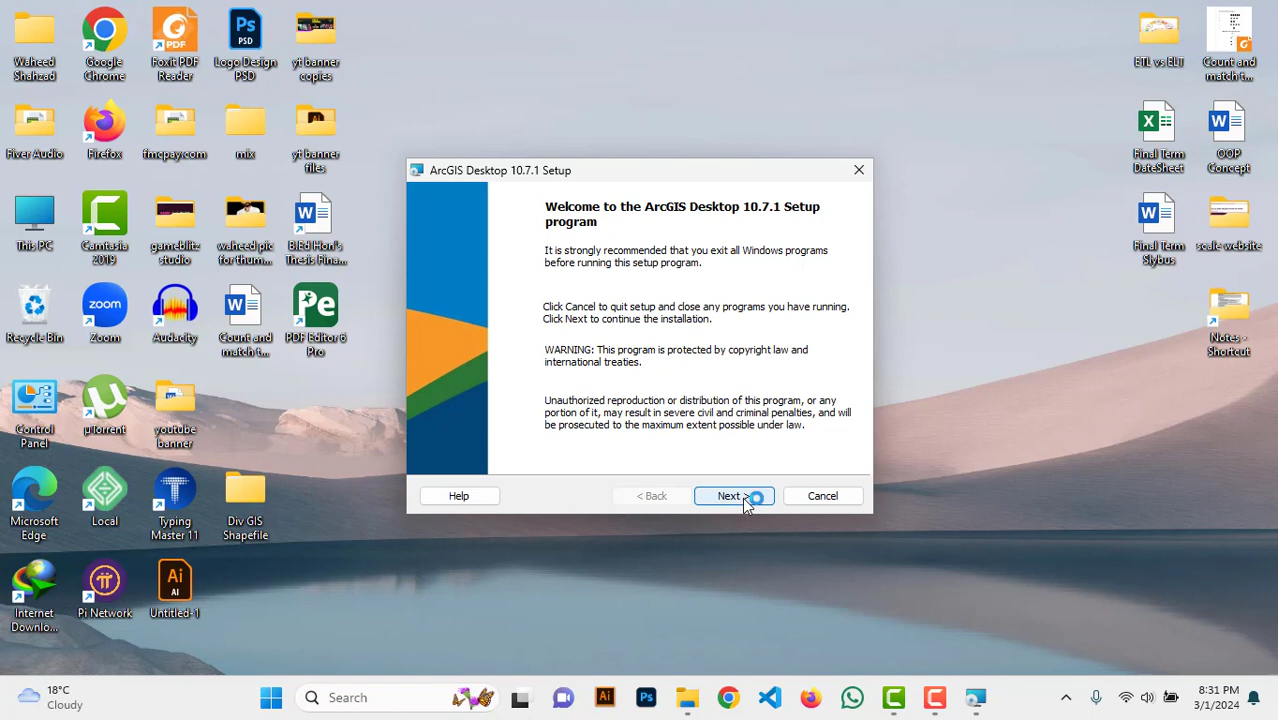 Waheed
Shahzad
Google
Chrome
Foxit PDF
Reader
Logo Design
PSD
yt banner
copies
Fiver Audio
Firefox
fmcpay.com
mix
yt banner
files
This PC
Camtasia
2019
gameblitz
studio
waheed pic
for thum...
B.Ed Hon's
Thesis Fina...
Recycle Bin
Zoom
Audacity
Count and
match t...
PDF Editor 6
Pro
Control
Panel
µTorrent
youtube
banner
Microsoft
Edge
Local
Typing
Master 11
Div GIS
Shapefile
Internet
Downlo...
Pi Network
Untitled-1
ETL vs ELT
Count and
match t...
Final Term
DateSheet
OOP
Concept
Final Term
Slybus
scale website
Notes -
Shortcut
ArcGIS Desktop 10.7.1 Setup
Welcome to the ArcGIS Desktop 10.7.1 Setup
program
It is strongly recommended that you exit all Windows programs
before running this setup program.
Click Cancel to quit setup and close any programs you have running.
Click Next to continue the installation.
WARNING: This program is protected by copyright law and
international treaties.
Unauthorized reproduction or distribution of this program, or any
portion of it, may result in severe civil and criminal penalties, and will
be prosecuted to the maximum extent possible under law.
Help
< Back
Next >
Cancel
18°C
Cloudy
Search
8:31 PM
3/1/2024